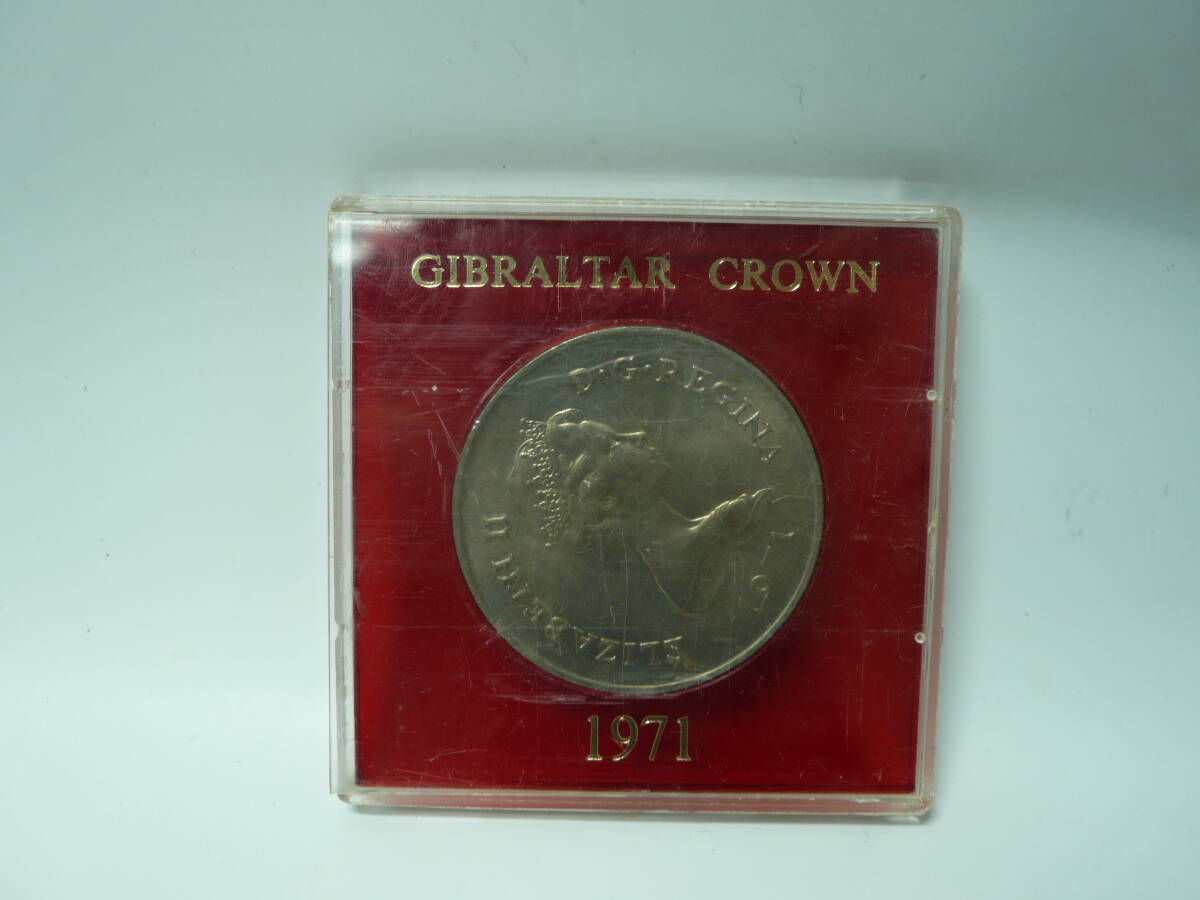 GIBRALTAR CROWN
ELIZABETH II
D·G·REGINA
1971